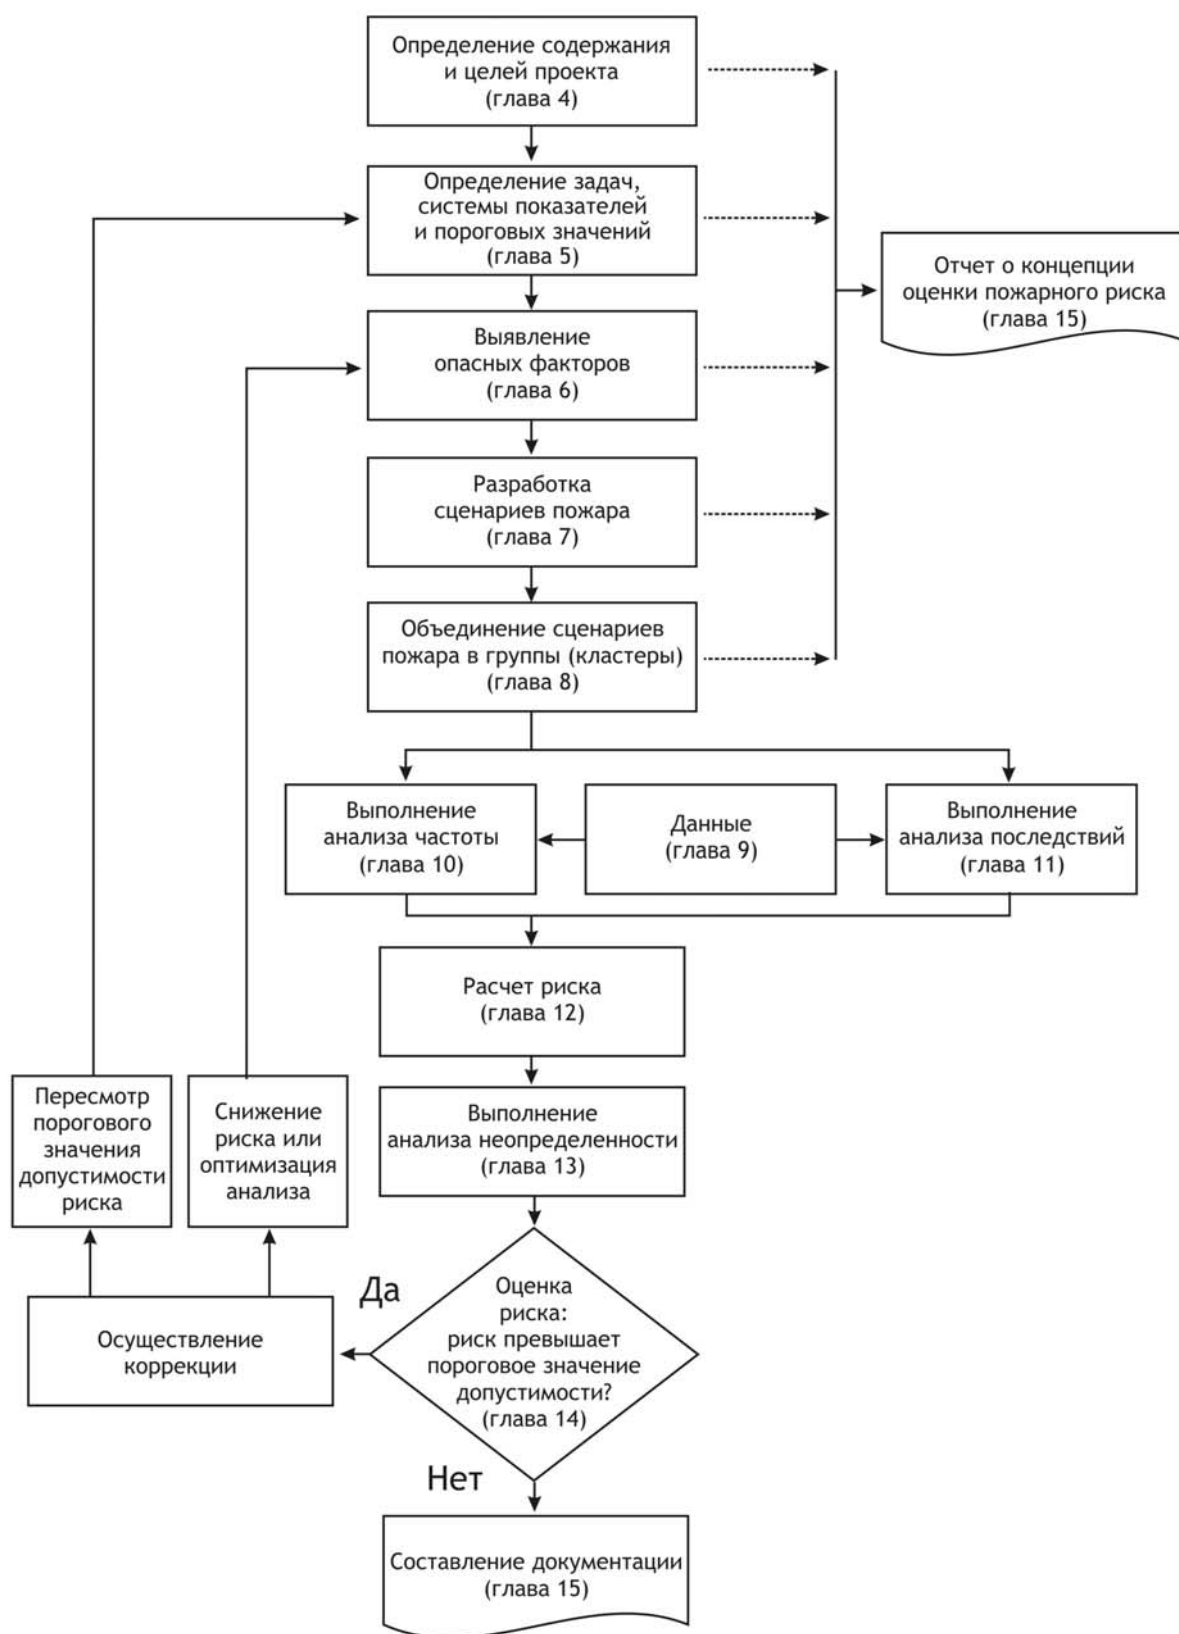 Определение содержания
и целей проекта
(глава 4)
Определение задач,
системы показателей
и пороговых значений
(глава 5)
Отчет о концепции
оценки пожарного риска
(глава 15)
Выявление
опасных факторов
(глава 6)
Разработка
сценариев пожара
(глава 7)
Объединение сценариев
пожара в группы (кластеры)
(глава 8)
Выполнение
анализа частоты
(глава 10)
Данные
(глава 9)
Выполнение
анализа последствий
(глава 11)
Расчет риска
(глава 12)
Пересмотр
порогового
значения
допустимости
риска
Снижение
риска или
оптимизация
анализа
Выполнение
анализа неопределенности
(глава 13)
Да
Оценка
риска:
риск превышает
пороговое значение
допустимости?
(глава 14)
Осуществление
коррекции
Нет
Составление документации
(глава 15)